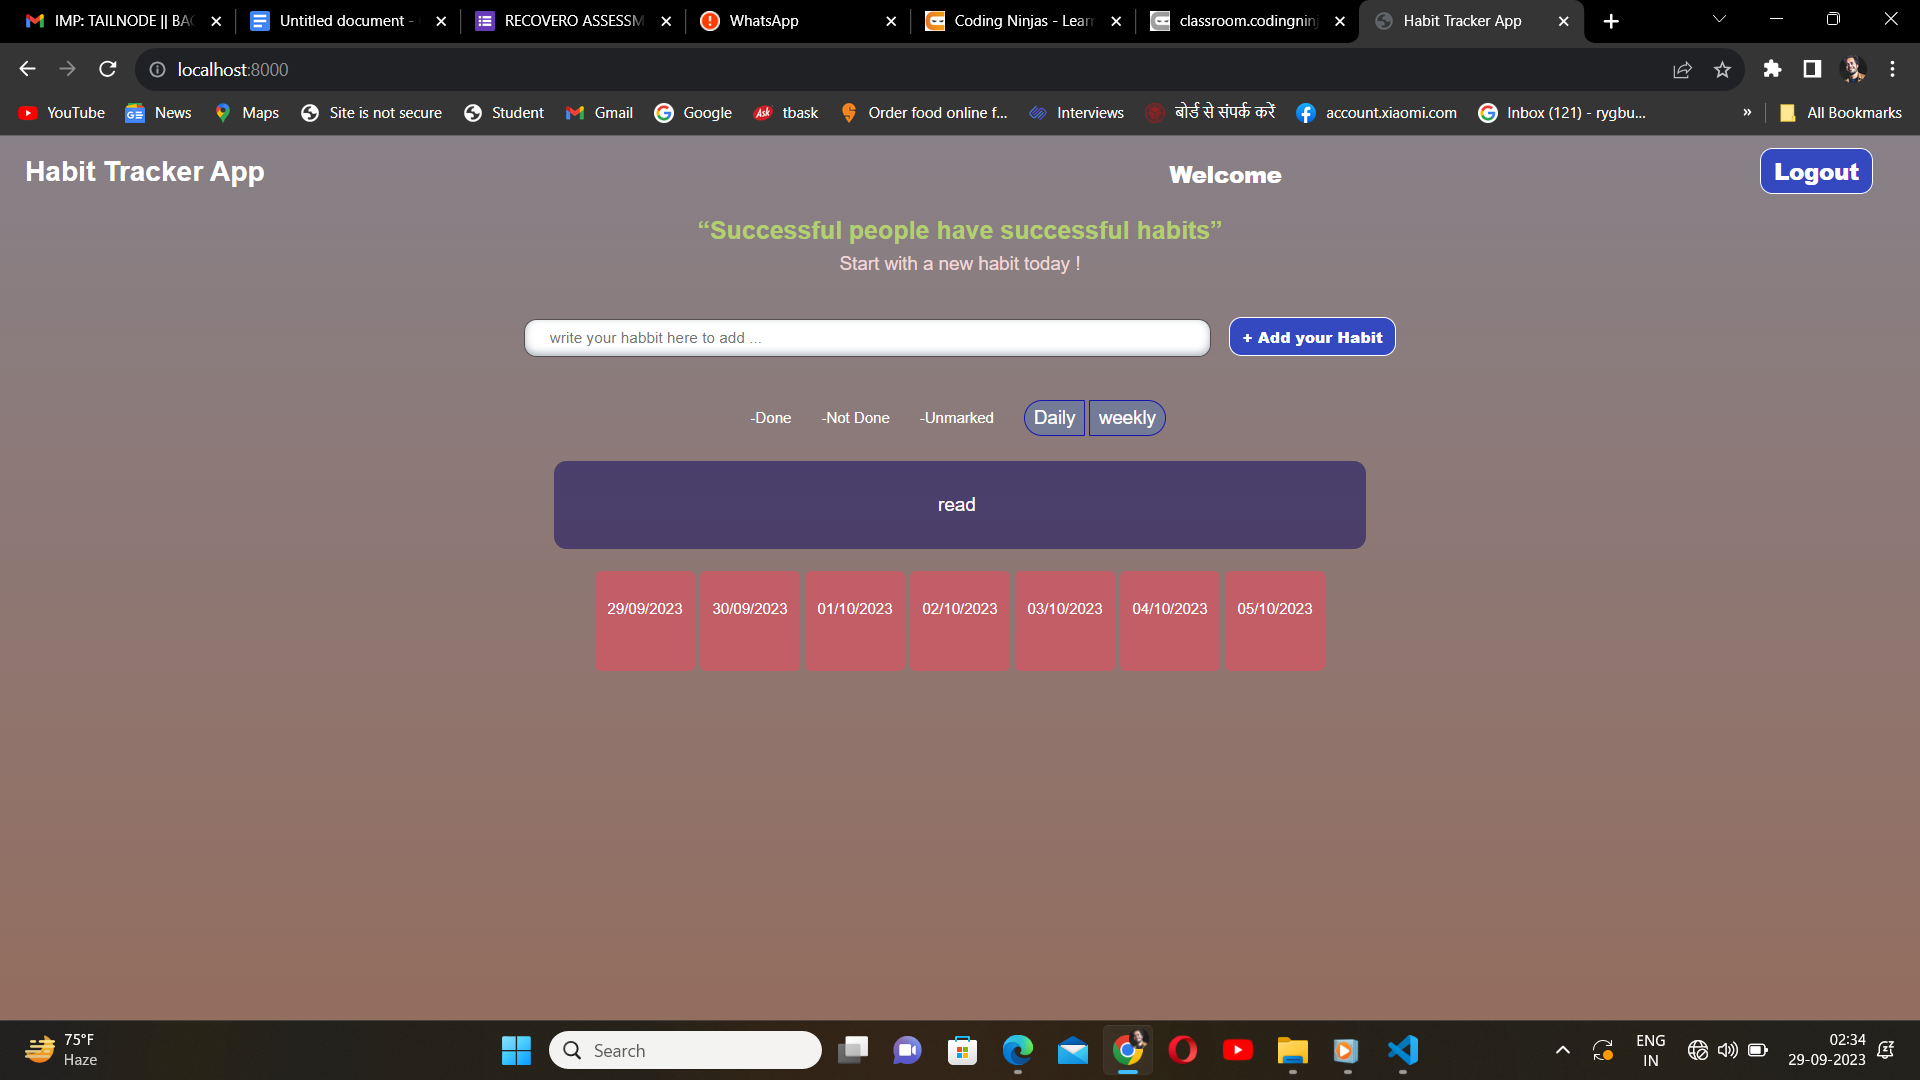 IMP: TAILNODE || BAC
Untitled document -
RECOVERO ASSESSM
WhatsApp
Coding Ninjas - Learn
classroom.codingninj
Habit Tracker App
localhost:8000
YouTube
News
Maps
Site is not secure
Student
Gmail
Google
Ask tbask
Order food online f...
Interviews
बोर्ड से संपर्क करें
account.xiaomi.com
Inbox (121) - rygbu...
»
All Bookmarks
Habit Tracker App
Welcome
Logout
“Successful people have successful habits”
Start with a new habit today !
write your habbit here to add ...
+ Add your Habit
-Done
-Not Done
-Unmarked
Daily
weekly
read
29/09/2023
30/09/2023
01/10/2023
02/10/2023
03/10/2023
04/10/2023
05/10/2023
75°F
Haze
Search
ENG
IN
02:34
29-09-2023